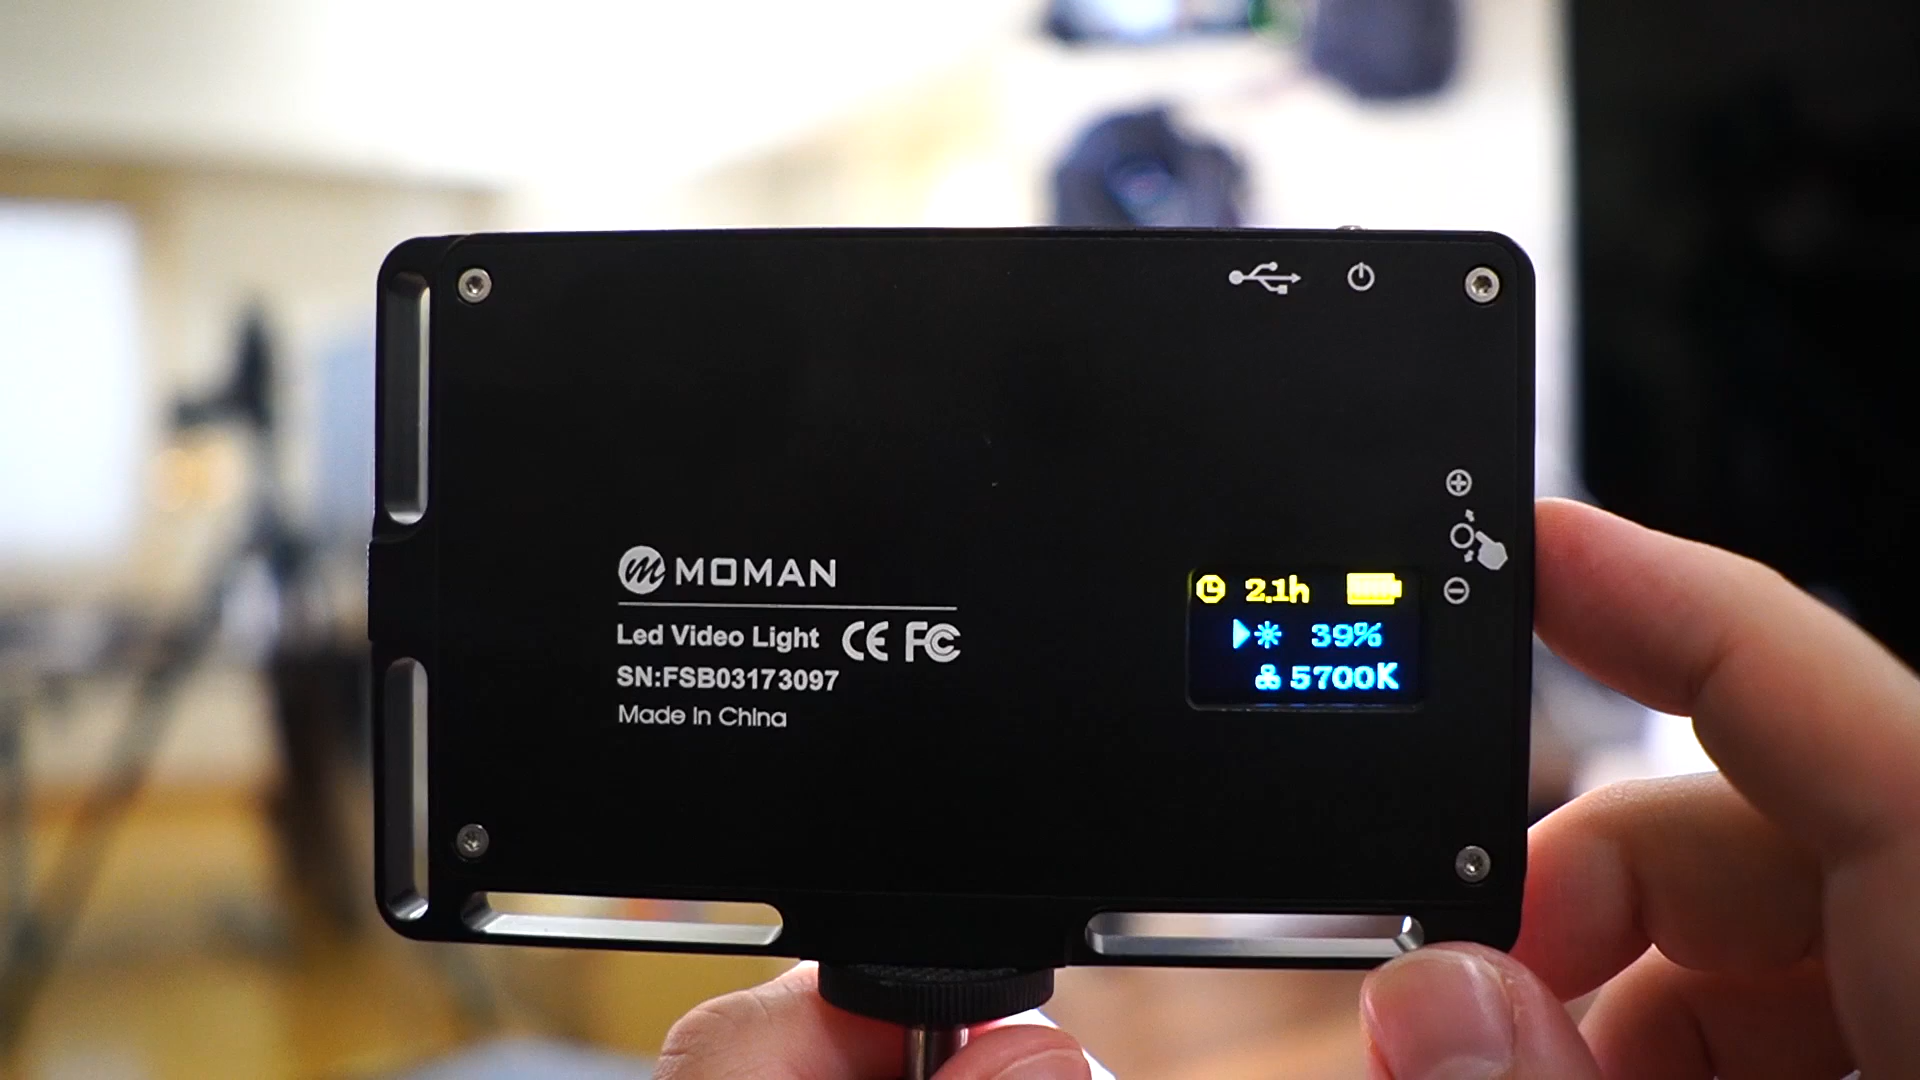 MOMAN
Led Video Light CE FC
SN:FSB03173097
Made In China
2.1h
39%
5700K